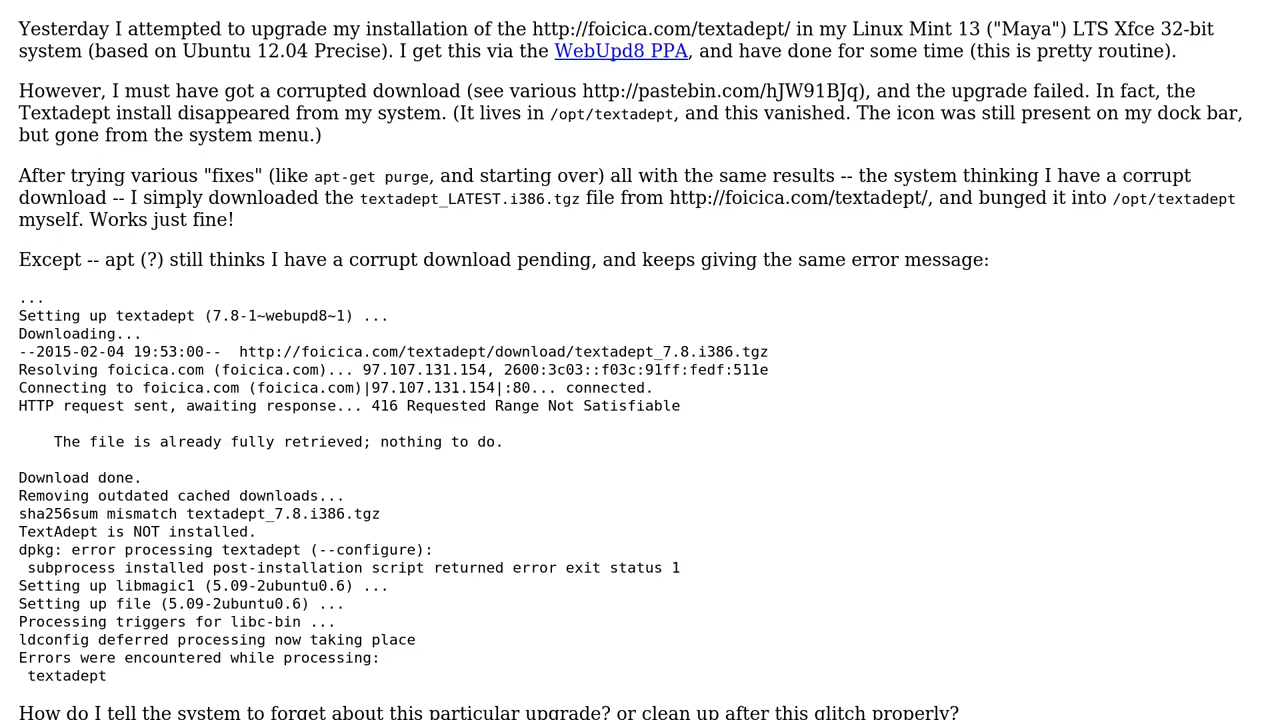 Yesterday I attempted to upgrade my installation of the http://foicica.com/textadept/ in my Linux Mint 13 ("Maya") LTS Xfce 32-bit
system (based on Ubuntu 12.04 Precise). I get this via the WebUpd8 PPA, and have done for some time (this is pretty routine).
However, I must have got a corrupted download (see various http://pastebin.com/hJW91BJq), and the upgrade failed. In fact, the
Textadept install disappeared from my system. (It lives in /opt/textadept, and this vanished. The icon was still present on my dock bar,
but gone from the system menu.)
After trying various "fixes" (like apt-get purge, and starting over) all with the same results -- the system thinking I have a corrupt
download -- I simply downloaded the textadept_LATEST.i386.tgz file from http://foicica.com/textadept/, and bunged it into /opt/textadept
myself. Works just fine!
Except -- apt (?) still thinks I have a corrupt download pending, and keeps giving the same error message:
...
Setting up textadept (7.8-1~webupd8~1) ...
Downloading...
--2015-02-04 19:53:00--  http://foicica.com/textadept/download/textadept_7.8.i386.tgz
Resolving foicica.com (foicica.com)... 97.107.131.154, 2600:3c03::f03c:91ff:fedf:511e
Connecting to foicica.com (foicica.com)|97.107.131.154|:80... connected.
HTTP request sent, awaiting response... 416 Requested Range Not Satisfiable
The file is already fully retrieved; nothing to do.
Download done.
Removing outdated cached downloads...
sha256sum mismatch textadept_7.8.i386.tgz
TextAdept is NOT installed.
dpkg: error processing textadept (--configure):
subprocess installed post-installation script returned error exit status 1
Setting up libmagic1 (5.09-2ubuntu0.6) ...
Setting up file (5.09-2ubuntu0.6) ...
Processing triggers for libc-bin ...
ldconfig deferred processing now taking place
Errors were encountered while processing:
textadept
How do I tell the system to forget about this particular upgrade? or clean up after this glitch properly?